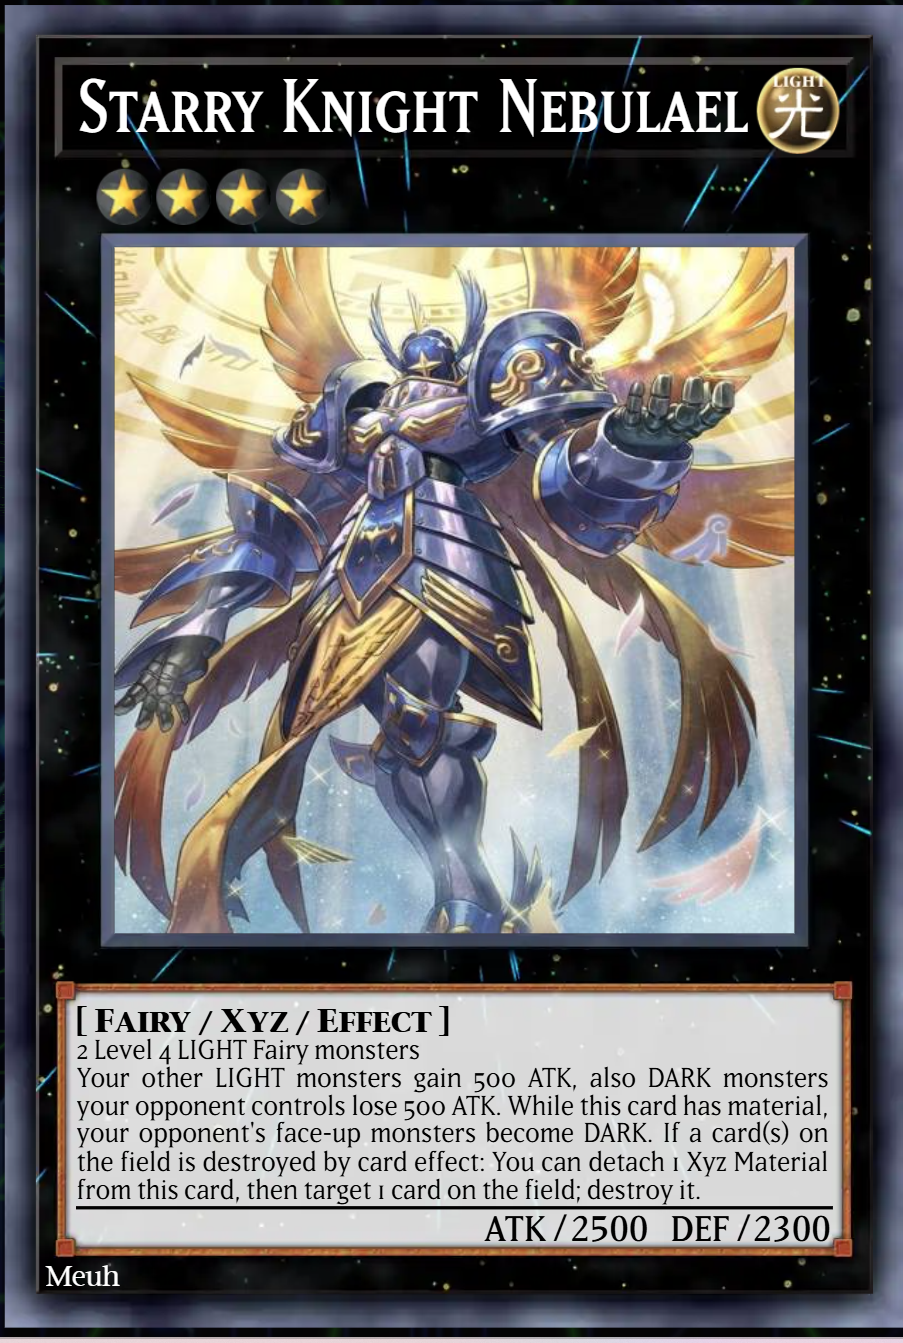 STARRY KNIGHT NEBULAEL
LIGHT
光
[ FAIRY / XYZ / EFFECT ]
2 Level 4 LIGHT Fairy monsters
Your other LIGHT monsters gain 500 ATK, also DARK monsters
your opponent controls lose 500 ATK. While this card has material,
your opponent's face-up monsters become DARK. If a card(s) on
the field is destroyed by card effect: You can detach 1 Xyz Material
from this card, then target 1 card on the field; destroy it.
ATK/2500 DEF/2300
Meuh